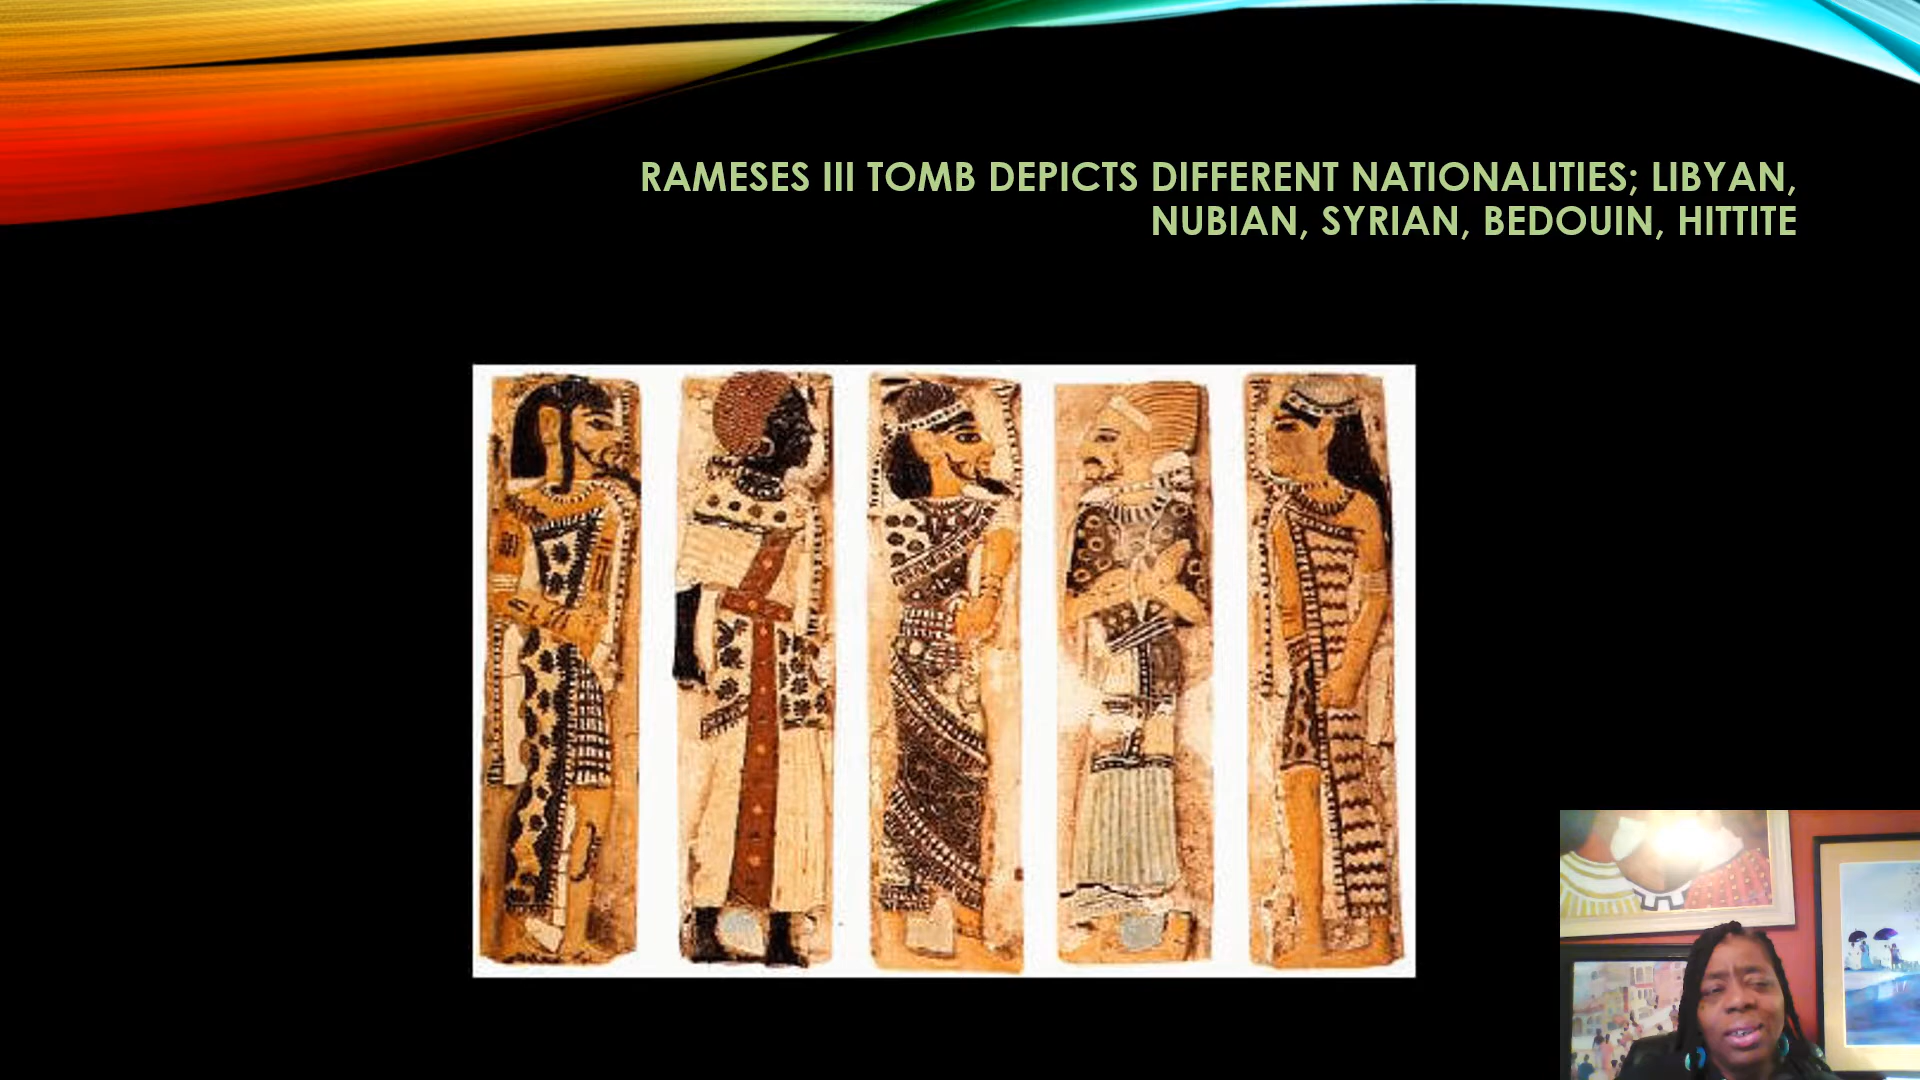 RAMESES III TOMB DEPICTS DIFFERENT NATIONALITIES; LIBYAN,
NUBIAN, SYRIAN, BEDOUIN, HITTITE